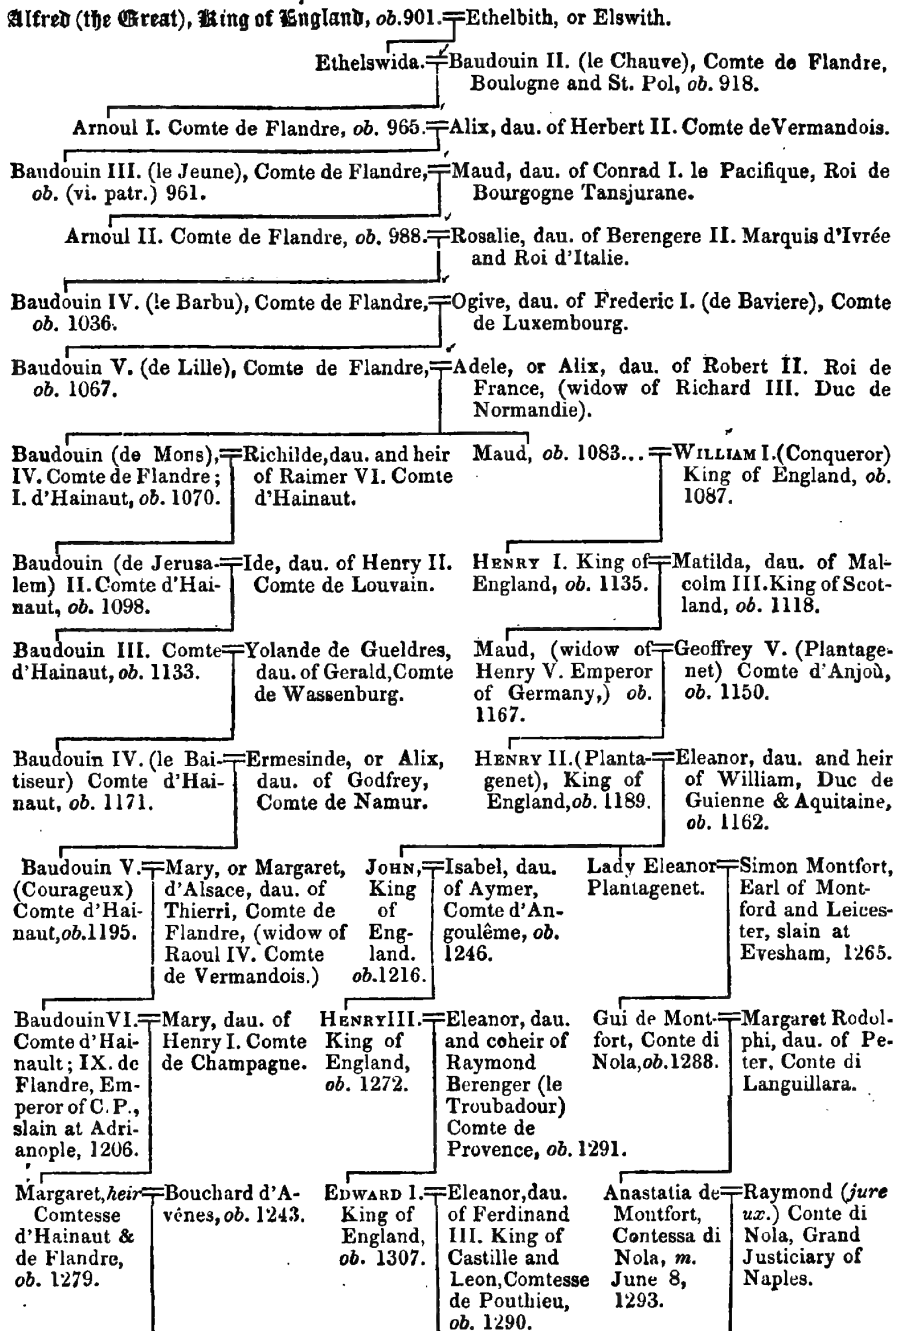 Alfred (the Great), King of England, ob. 901.=Ethelbith, or Elswith.
Ethelswida.=Baudouin II. (le Chauve), Comte de Flandre,
Boulogne and St. Pol, ob. 918.
Arnoul I. Comte de Flandre, ob. 965.=Alix, dau. of Herbert II. Comte de Vermandois.
Baudouin III. (le Jeune), Comte de Flandre,=Maud, dau. of Conrad I. le Pacifique, Roi de
ob. (vi. patr.) 961. Bourgogne Tansjurane.
Arnoul II. Comte de Flandre, ob. 988.=Rosalie, dau. of Berengere II. Marquis d'Ivrée
and Roi d'Italie.
Baudouin IV. (le Barbu), Comte de Flandre,=Ogive, dau. of Frederic I. (de Baviere), Comte
ob. 1036. de Luxembourg.
Baudouin V. (de Lille), Comte de Flandre,=Adele, or Alix, dau. of Robert II. Roi de
ob. 1067. France, (widow of Richard III. Duc de
Normandie).
Baudouin (de Mons),=Richilde, dau. and heir
IV. Comte de Flandre; of Raimer VI. Comte
I. d'Hainaut, ob. 1070. d'Hainaut.
Maud, ob. 1083...=WILLIAM I. (Conqueror)
King of England, ob.
1087.
Baudouin (de Jerusa-=Ide, dau. of Henry II.
lem) II. Comte d'Hai- Comte de Louvain.
naut, ob. 1098.
HENRY I. King of=Matilda, dau. of Mal-
England, ob. 1135. colm III. King of Scot-
land, ob. 1118.
Baudouin III. Comte=Yolande de Gueldres,
d'Hainaut, ob. 1133. dau. of Gerald, Comte
de Wassenburg.
Maud, (widow of=Geoffrey V. (Plantage-
Henry V. Emperor net) Comte d'Anjou,
of Germany,) ob. ob. 1150.
1167.
Baudouin IV. (le Bai-=Ermesinde, or Alix,
tiseur) Comte d'Hai- dau. of Godfrey,
naut, ob. 1171. Comte de Namur.
HENRY II. (Planta-=Eleanor, dau. and heir
genet), King of of William, Duc de
England, ob. 1189. Guienne & Aquitaine,
ob. 1162.
Baudouin V.=Mary, or Margaret,
(Courageux) d'Alsace, dau. of
Comte d'Hai- Thierri, Comte de
naut, ob. 1195. Flandre, (widow of
Raoul IV. Comte
de Vermandois.)
JOHN,=Isabel, dau.
King of Aymer,
of Comte d'An-
Eng- goulême, ob.
land. 1246.
ob. 1216.
Lady Eleanor=Simon Montfort,
Plantagenet. Earl of Mont-
ford and Leices-
ter, slain at
Evesham, 1265.
Baudouin VI.=Mary, dau. of
Comte d'Hai- Henry I. Comte
nault; IX. de de Champagne.
Flandre, Em-
peror of C. P.,
slain at Adri-
anople, 1206.
HENRY III.=Eleanor, dau.
King of and coheir of
England, Raymond
ob. 1272. Berenger (le
Troubadour)
Comte de
Provence, ob. 1291.
Gui de Mont-=Margaret Rodol-
fort, Conte di phi, dau. of Pe-
Nola, ob. 1288. ter, Conte di
Languillara.
Margaret, heir=Bouchard d'A-
Comtesse vénes, ob. 1243.
d'Hainaut &
de Flandre,
ob. 1279.
EDWARD I.=Eleanor, dau.
King of of Ferdinand
England, III. King of
ob. 1307. Castille and
Leon, Comtesse
de Pouthieu,
ob. 1290.
Anastatia de=Raymond (jure
Montfort, ux.) Conte di
Contessa di Nola, Grand
Nola, m. Justiciary of
June 8, Naples.
1293.